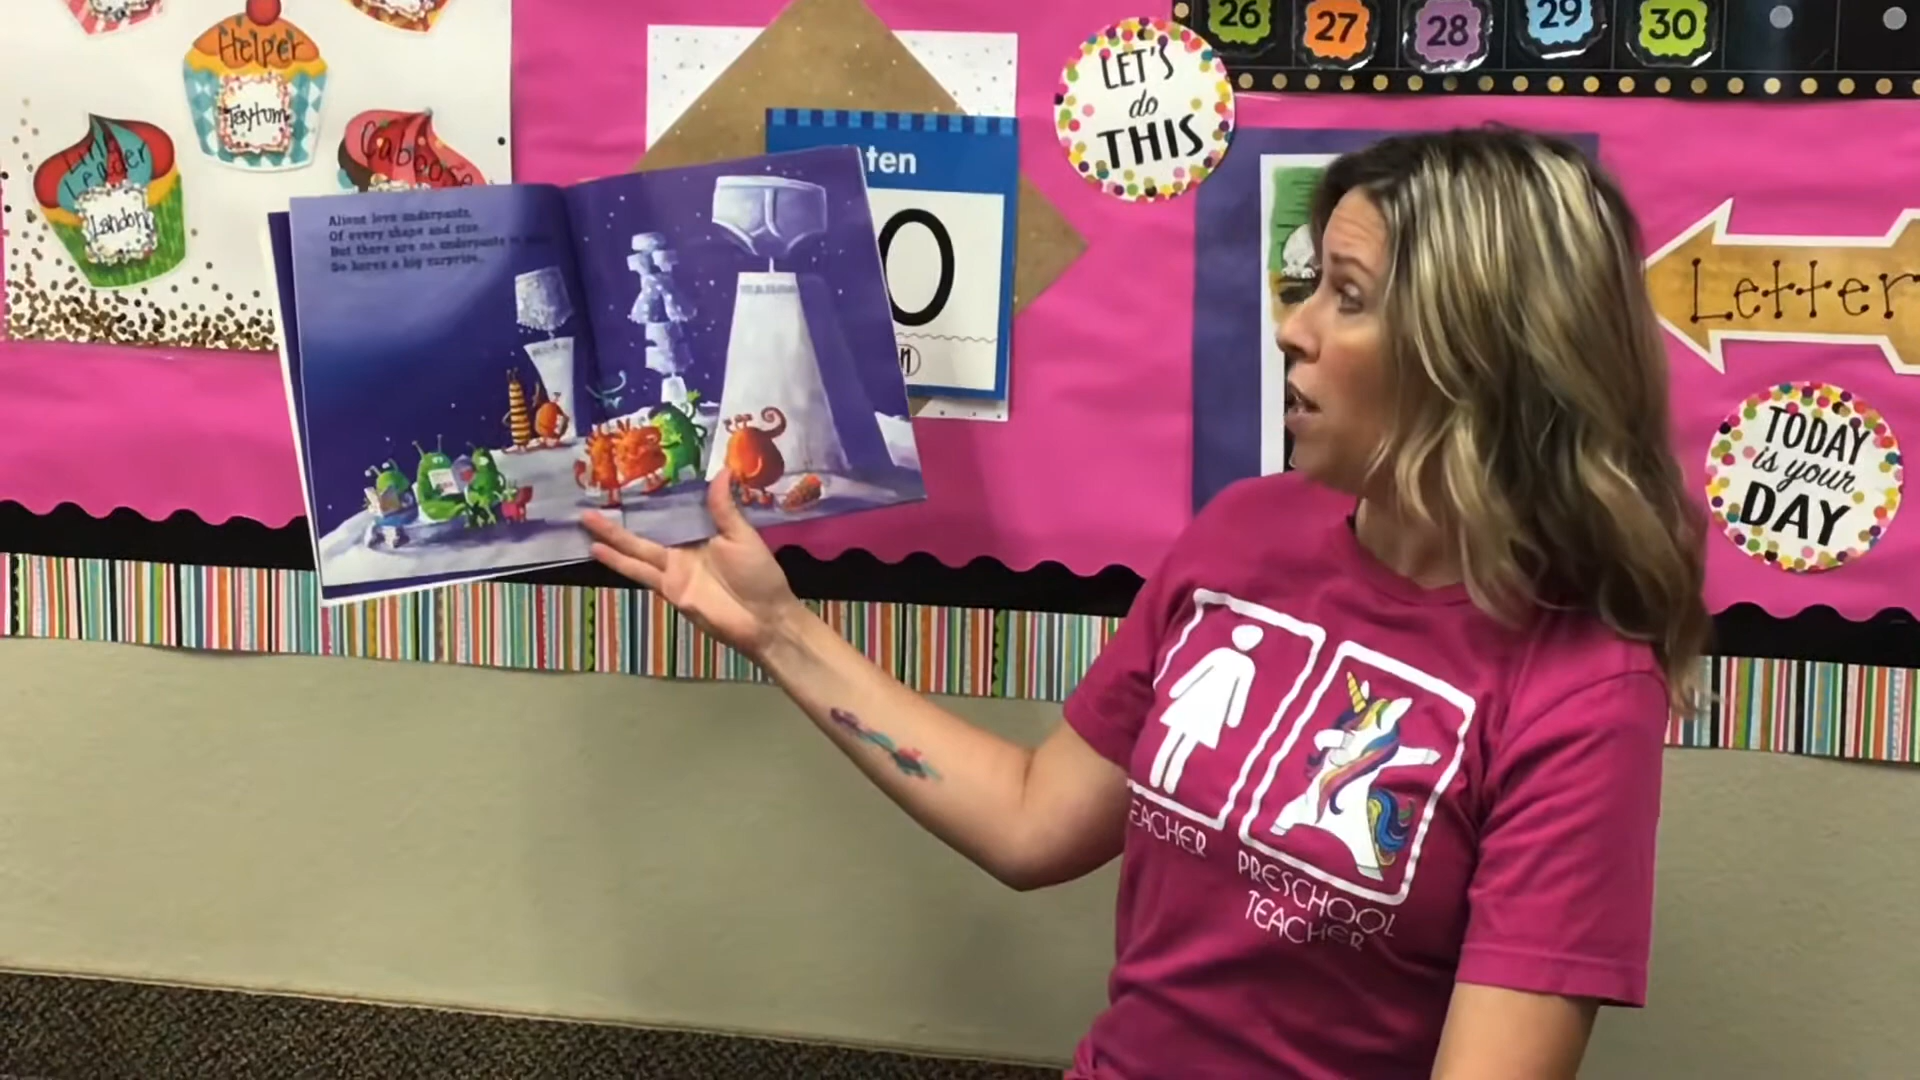 Helper
Taytum
Line
Leader
Landon
Caboose
Aliens love underpants,
Of every shape and size.
But there are no underpants in
So heres a big surprise...
ten
0
LET'S
do
THIS
26 27 28 29 30
Letter
TODAY
is your
DAY
EACHER
PRESCHOOL
TEACHER